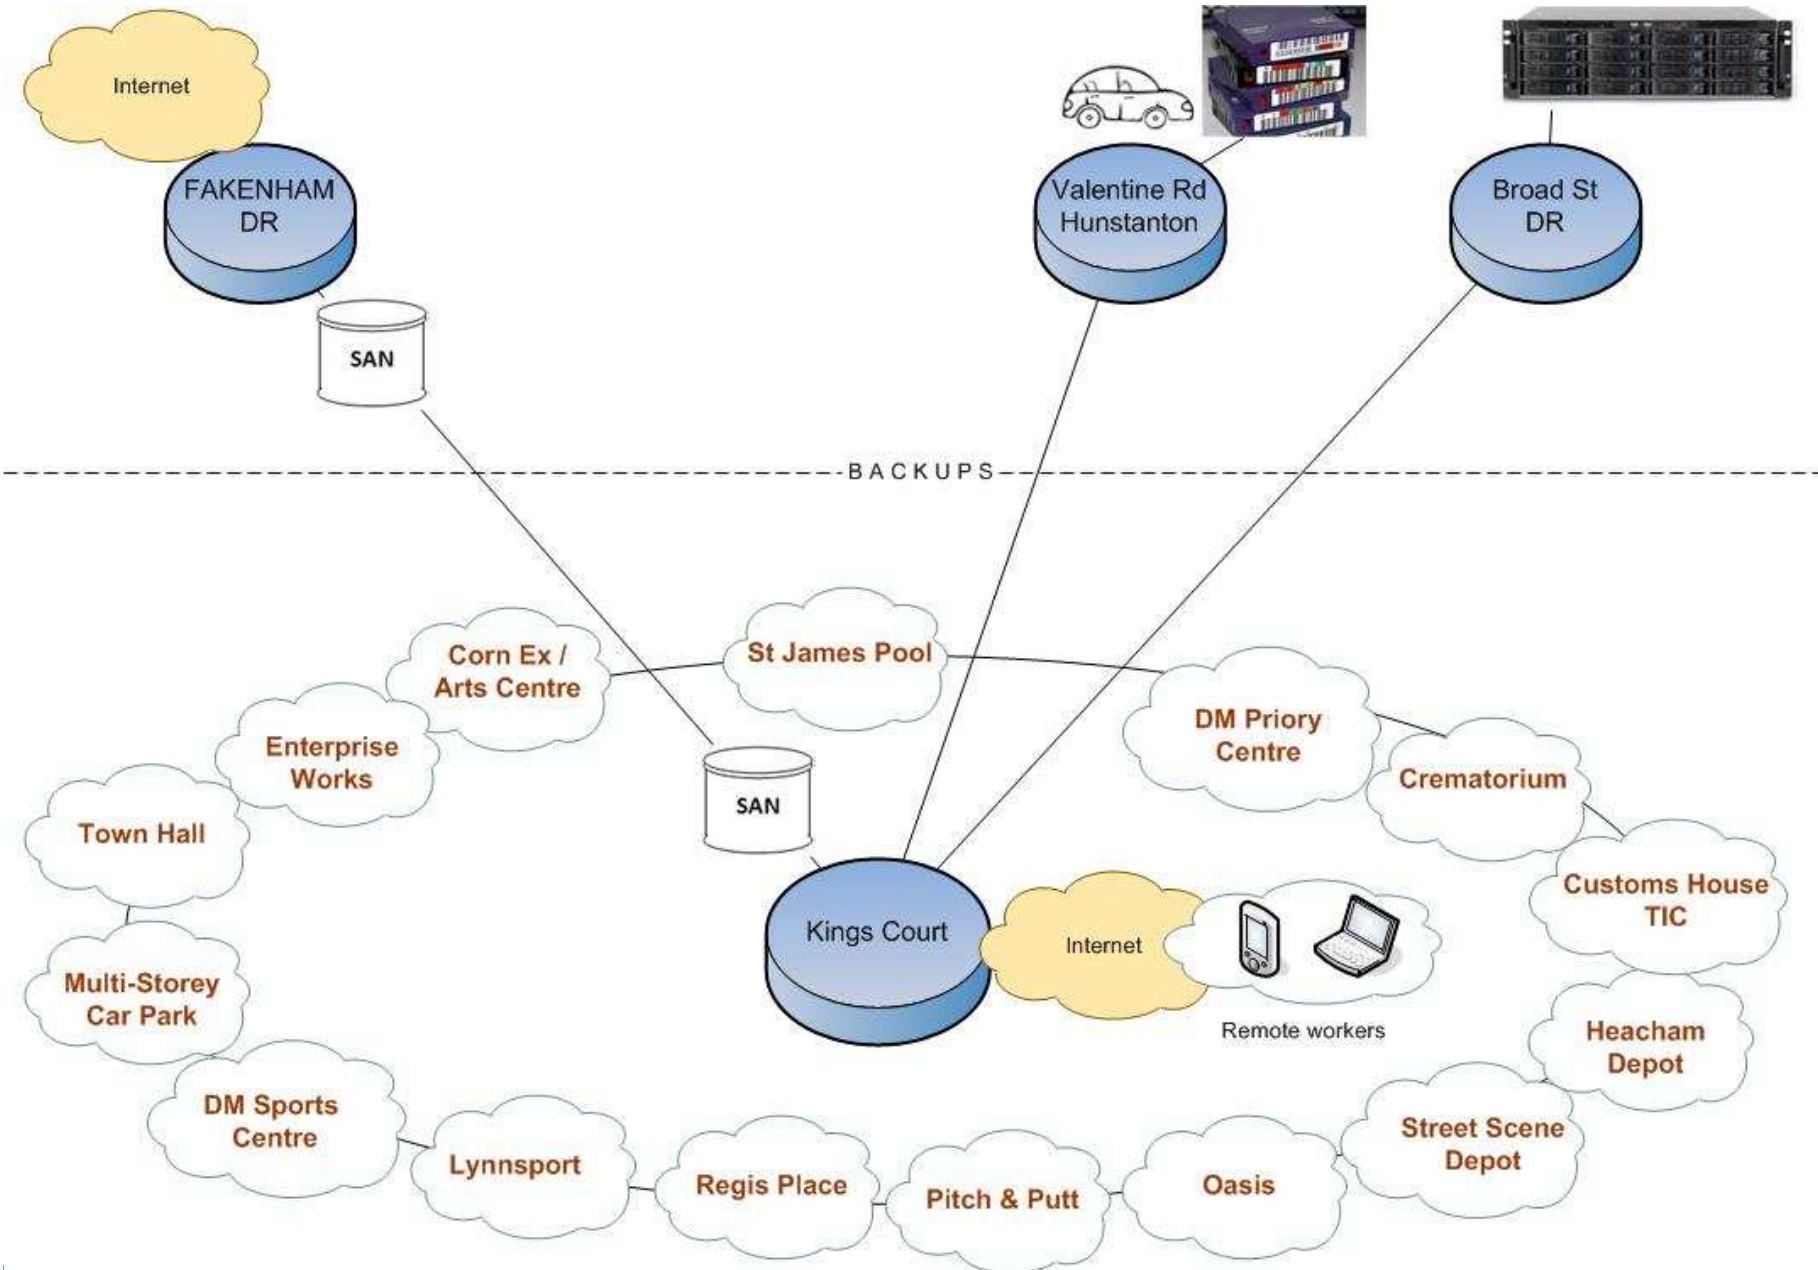 Internet
FAKENHAM
DR
Valentine Rd
Hunstanton
Broad St
DR
SAN
BACKUPS
Corn Ex /
Arts Centre
St James Pool
DM Priory
Centre
Enterprise
Works
Crematorium
Town Hall
SAN
Customs House
TIC
Kings Court
Internet
Remote workers
Multi-Storey
Car Park
Heacham
Depot
DM Sports
Centre
Street Scene
Depot
Lynnsport
Regis Place
Pitch & Putt
Oasis